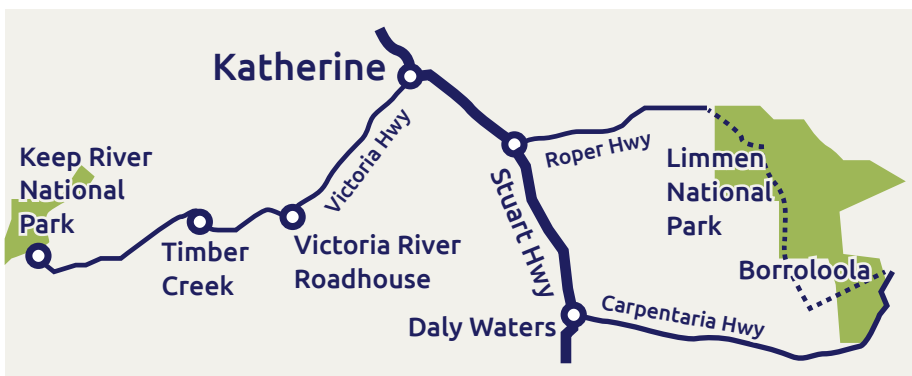 Katherine
Keep River
National
Park
Victoria Hwy
Roper Hwy
Limmen
National
Park
Stuart Hwy
Timber
Creek
Victoria River
Roadhouse
Borroloola
Daly Waters
Carpentaria Hwy